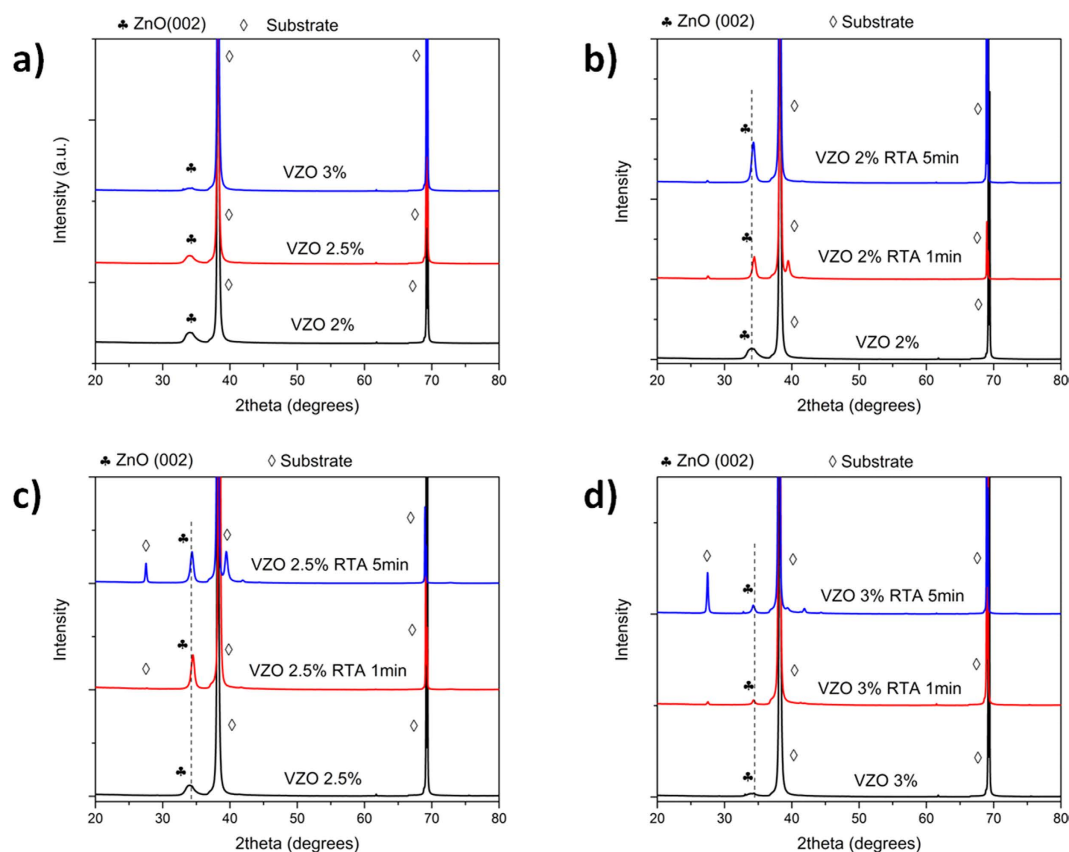 ♣ ZnO(002) ◇ Substrate
a)
Intensity (a.u.)
VZO 3%
VZO 2.5%
VZO 2%
20 30 40 50 60 70 80
2theta (degrees)
♣ ZnO (002) ◇ Substrate
b)
Intensity
VZO 2% RTA 5min
VZO 2% RTA 1min
VZO 2%
20 30 40 50 60 70 80
2theta (degrees)
♣ ZnO (002) ◇ Substrate
c)
Intensity
VZO 2.5% RTA 5min
VZO 2.5% RTA 1min
VZO 2.5%
20 30 40 50 60 70 80
2theta (degrees)
♣ ZnO (002) ◇ Substrate
d)
Intensity
VZO 3% RTA 5min
VZO 3% RTA 1min
VZO 3%
20 30 40 50 60 70 80
2theta (degrees)